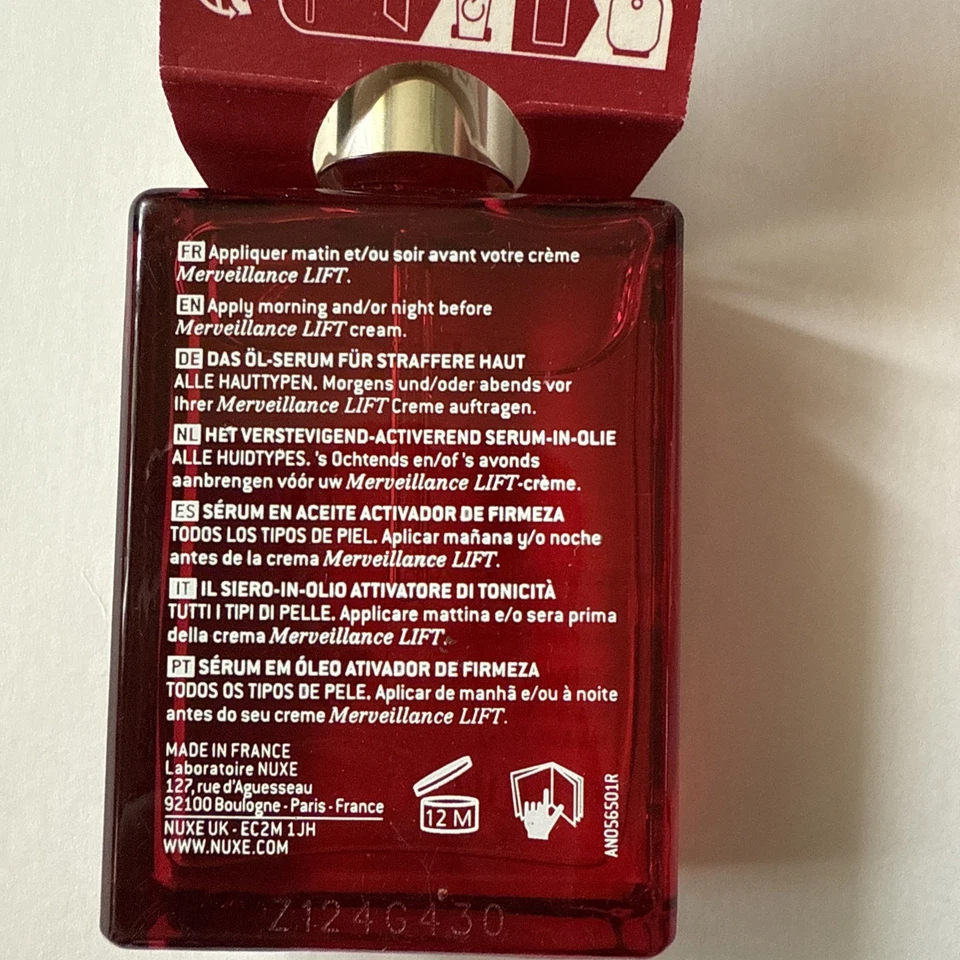 FR Appliquer matin et/ou soir avant votre crème
Merveillance LIFT.
EN Apply morning and/or night before
Merveillance LIFT cream.
DE DAS ÖL-SERUM FÜR STRAFFERE HAUT
ALLE HAUTTYPEN. Morgens und/oder abends vor
Ihrer Merveillance LIFT Creme auftragen.
NL HET VERSTEVIGEND-ACTIVEREND SERUM-IN-OLIE
ALLE HUIDTYPES. 's Ochtends en/of 's avonds
aanbrengen vóór uw Merveillance LIFT-crème.
ES SÉRUM EN ACEITE ACTIVADOR DE FIRMEZA
TODOS LOS TIPOS DE PIEL. Aplicar mañana y/o noche
antes de la crema Merveillance LIFT.
IT IL SIERO-IN-OLIO ATTIVATORE DI TONICITÀ
TUTTI I TIPI DI PELLE. Applicare mattina e/o sera prima
della crema Merveillance LIFT.
PT SÉRUM EM ÓLEO ATIVADOR DE FIRMEZA
TODOS OS TIPOS DE PELE. Aplicar de manhã e/ou à noite
antes do seu creme Merveillance LIFT.
MADE IN FRANCE
Laboratoire NUXE
127, rue d'Aguesseau
92100 Boulogne - Paris - France
NUXE UK - EC2M 1JH
WWW.NUXE.COM
12 M
AN056501R
Z124G430